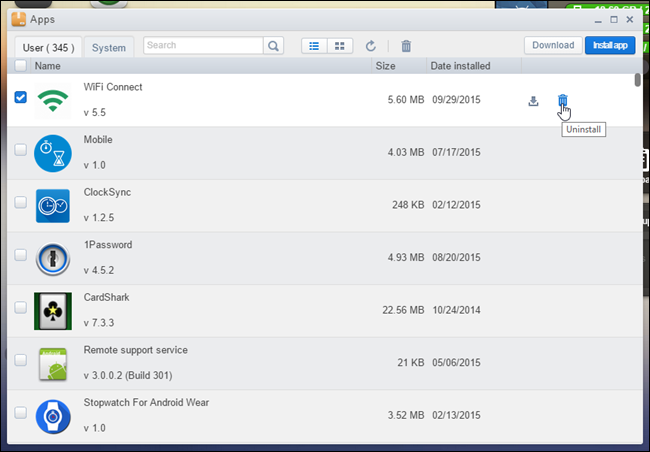 Apps
User ( 345 )
System
Search
Download
Install app
Name
Size
Date installed
WiFi Connect
v 5.5
5.60 MB
09/29/2015
Uninstall
Mobile
v 1.0
4.03 MB
07/17/2015
ClockSync
v 1.2.5
248 KB
02/12/2015
1Password
v 4.5.2
4.93 MB
08/20/2015
CardShark
v 7.3.3
22.56 MB
10/24/2014
Remote support service
v 3.0.0.2 (Build 301)
21 KB
05/06/2015
Stopwatch For Android Wear
v 1.0
3.52 MB
02/13/2015